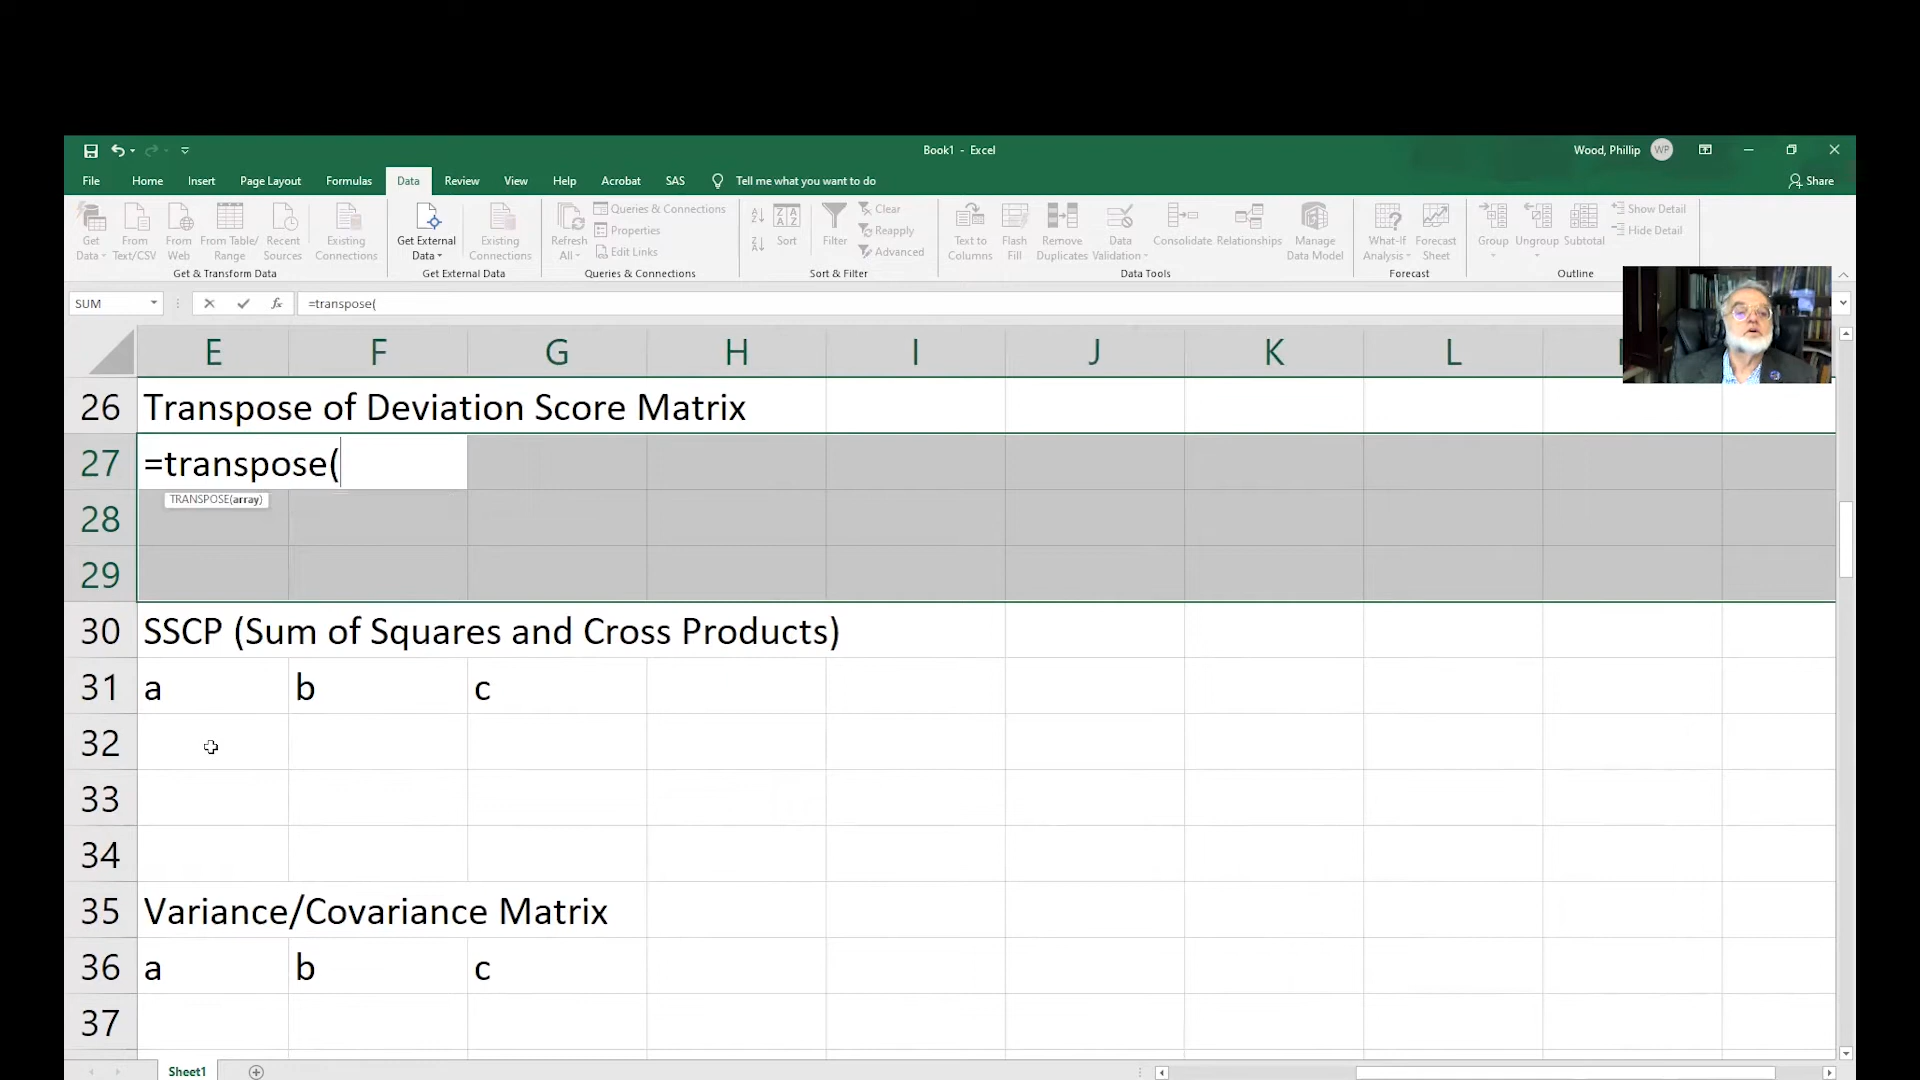 Book1 - Excel
Wood, Phillip WP
File Home Insert Page Layout Formulas Data Review View Help Acrobat SAS Tell me what you want to do Share
Get Data
From Text/CSV
From Web
From Table/ Range
Recent Sources
Existing Connections
Get & Transform Data
Get External Data
Existing Connections
Get External Data
Refresh All
Queries & Connections
Properties
Edit Links
Queries & Connections
Sort
Filter
Clear
Reapply
Advanced
Sort & Filter
Text to Columns
Flash Fill
Remove Duplicates
Data Validation
Consolidate
Relationships
Manage Data Model
Data Tools
What-If Analysis
Forecast Sheet
Forecast
Group
Ungroup
Subtotal
Show Detail
Hide Detail
Outline
SUM fx =transpose(
E F G H I J K L
26 Transpose of Deviation Score Matrix
27 =transpose(
TRANSPOSE(array)
28
29
30 SSCP (Sum of Squares and Cross Products)
31 a b c
32
33
34
35 Variance/Covariance Matrix
36 a b c
37
Sheet1